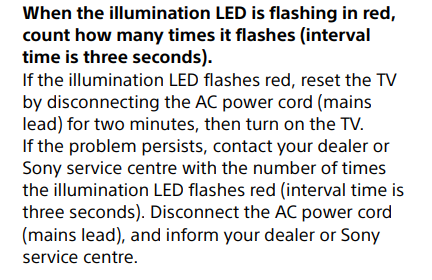 When the illumination LED is flashing in red,
count how many times it flashes (interval
time is three seconds).
If the illumination LED flashes red, reset the TV
by disconnecting the AC power cord (mains
lead) for two minutes, then turn on the TV.
If the problem persists, contact your dealer or
Sony service centre with the number of times
the illumination LED flashes red (interval time is
three seconds). Disconnect the AC power cord
(mains lead), and inform your dealer or Sony
service centre.